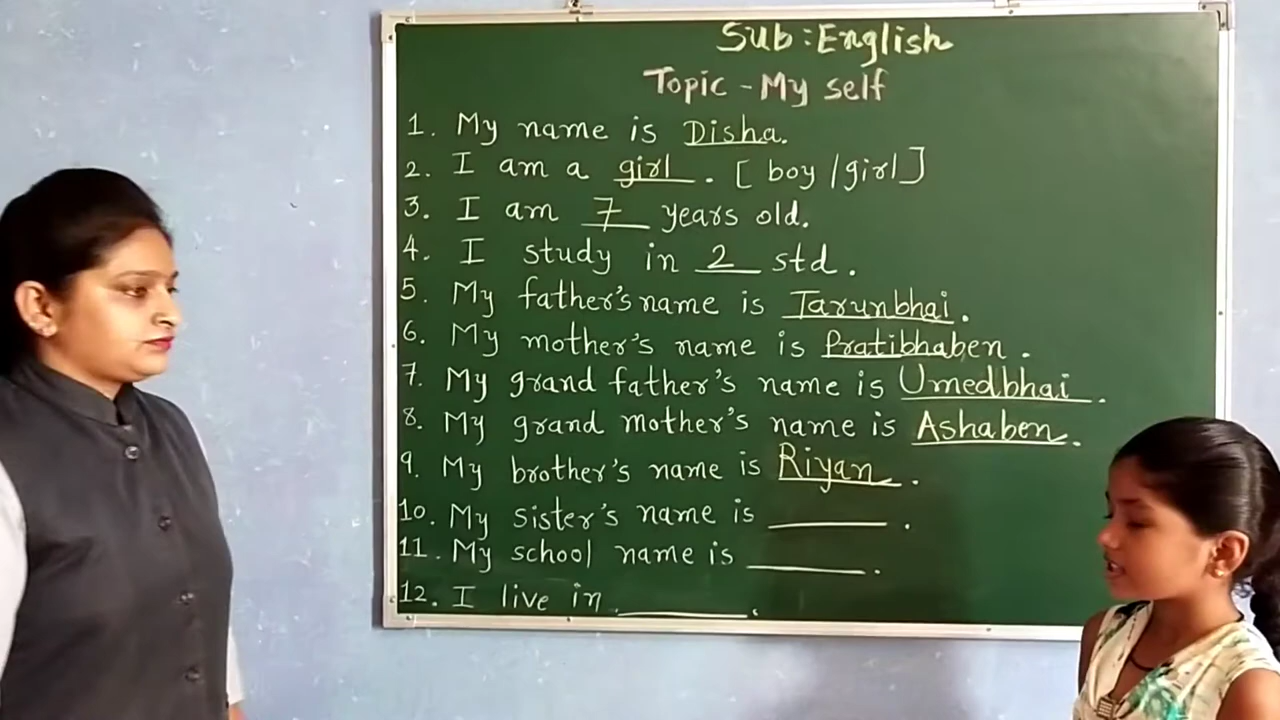 Sub: English
Topic - My self
1. My name is Disha.
2. I am a girl. [boy/girl]
3. I am 7 years old.
4. I study in 2 std.
5. My father's name is Tarunbhai.
6. My mother's name is Pratibhaben.
7. My grand father's name is Umedbhai.
8. My grand mother's name is Ashaben.
9. My brother's name is Riyan.
10. My sister's name is ______.
11. My school name is ______.
12. I live in ______.